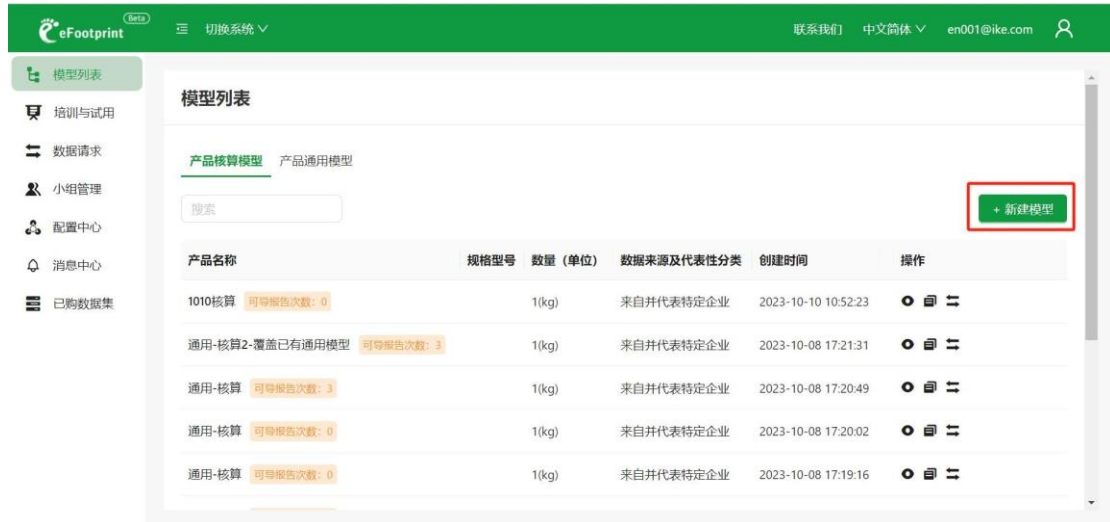 eFootprint (Beta) 切换系统 联系我们 中文简体 en001@ike.com
模型列表
培训与试用
数据请求
小组管理
配置中心
消息中心
已购数据集
模型列表
产品核算模型 产品通用模型
搜索 + 新建模型
产品名称 规格型号 数量（单位） 数据来源及代表性分类 创建时间 操作
1010核算 可导报告次数：0 1(kg) 来自并代表特定企业 2023-10-10 10:52:23
通用-核算2-覆盖已有通用模型 可导报告次数：3 1(kg) 来自并代表特定企业 2023-10-08 17:21:31
通用-核算 可导报告次数：3 1(kg) 来自并代表特定企业 2023-10-08 17:20:49
通用-核算 可导报告次数：0 1(kg) 来自并代表特定企业 2023-10-08 17:20:02
通用-核算 可导报告次数：0 1(kg) 来自并代表特定企业 2023-10-08 17:19:16